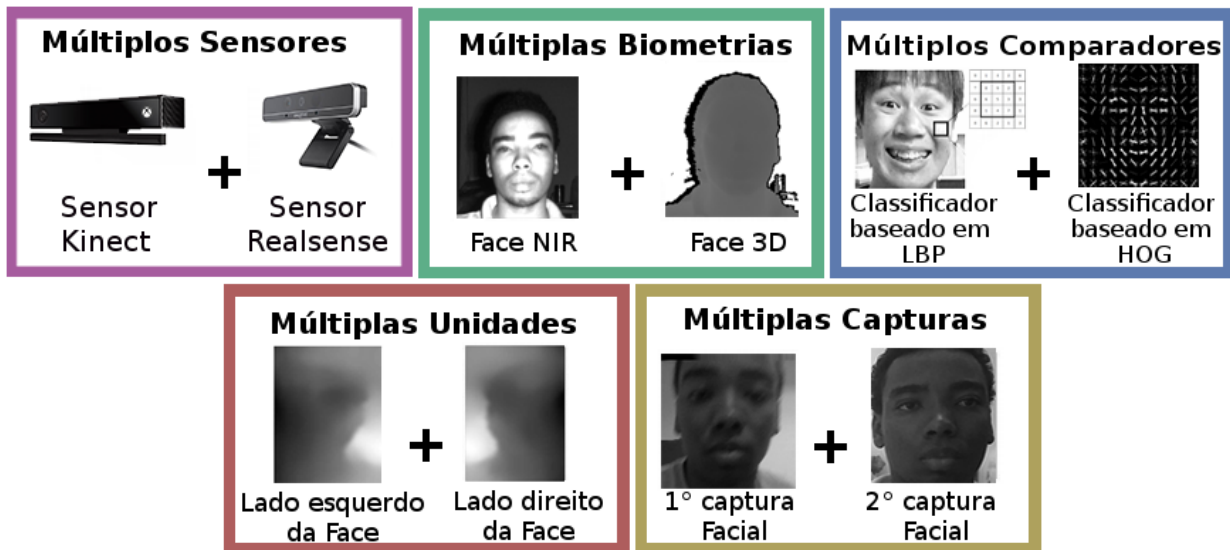 Múltiplos Sensores
Sensor
Kinect
+
Sensor
Realsense
Múltiplas Biometrias
Face NIR
+
Face 3D
Múltiplos Comparadores
Classificador
baseado em
LBP
+
Classificador
baseado em
HOG
Múltiplas Unidades
Lado esquerdo
da Face
+
Lado direito
da Face
Múltiplas Capturas
1° captura
Facial
+
2° captura
Facial